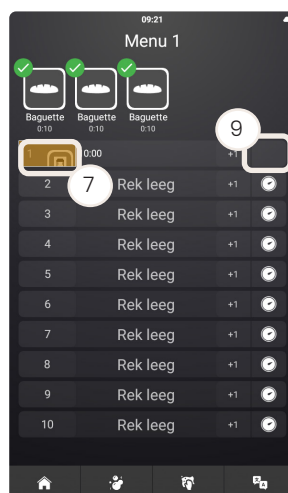 09:21
Menu 1
Baguette Baguette Baguette
0:10 0:10 0:10
9
1 0:00 +1
7
2 Rek leeg +1
3 Rek leeg +1
4 Rek leeg +1
5 Rek leeg +1
6 Rek leeg +1
7 Rek leeg +1
8 Rek leeg +1
9 Rek leeg +1
10 Rek leeg +1